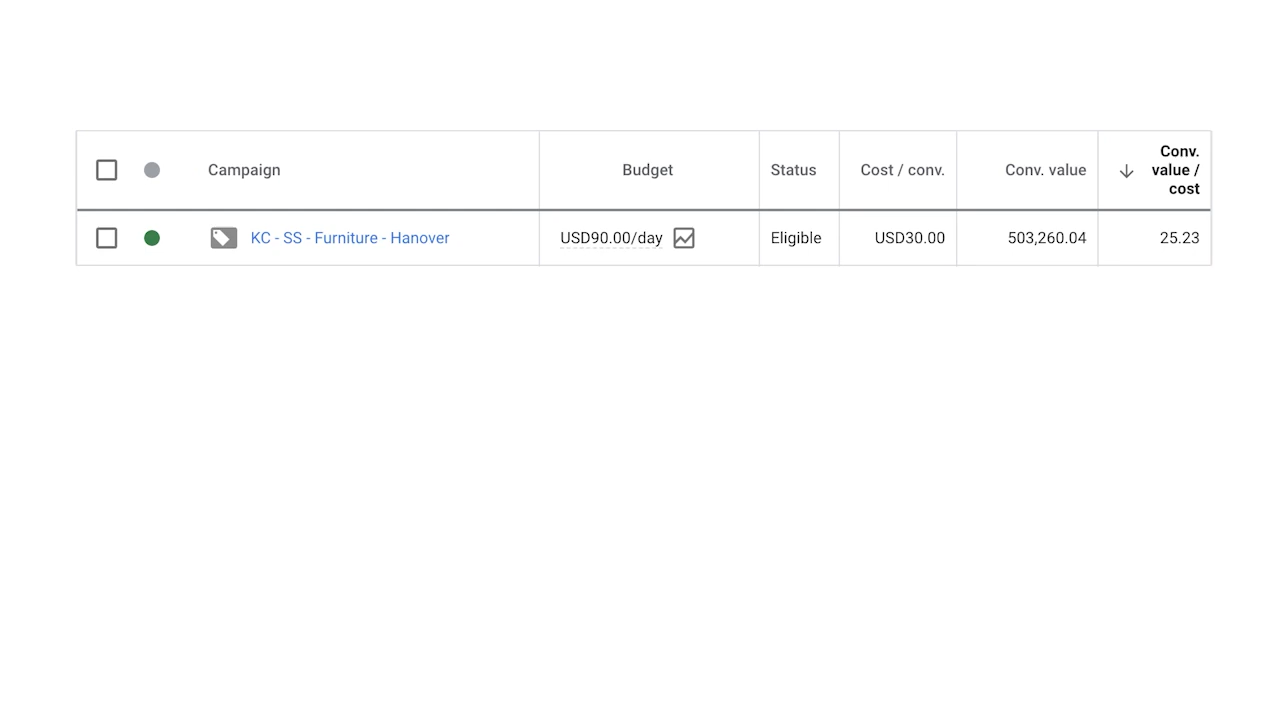 Campaign Budget Status Cost / conv. Conv. value Conv. value / cost
KC - SS - Furniture - Hanover USD90.00/day Eligible USD30.00 503,260.04 25.23